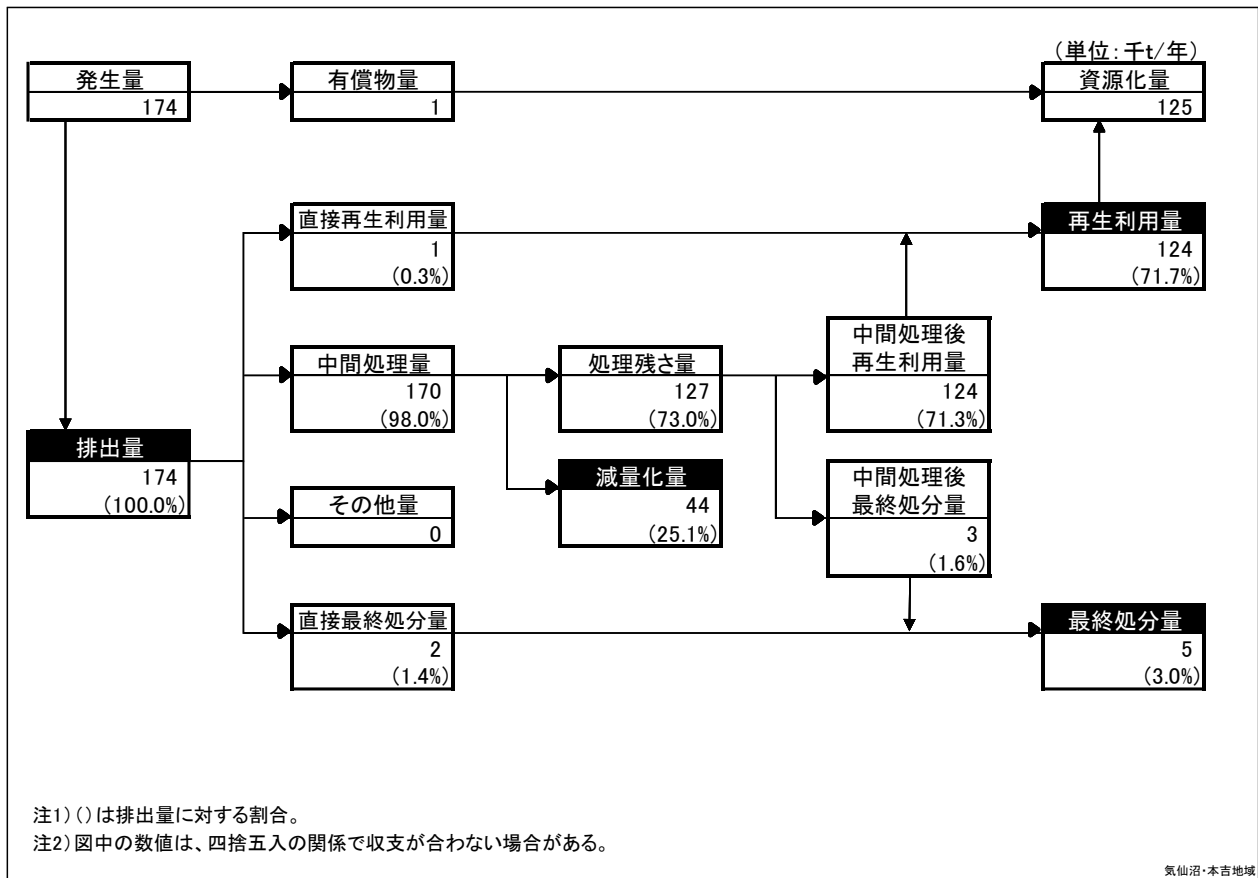 （単位：千t/年）
発生量
174
有償物量
1
資源化量
125
直接再生利用量
1
(0.3%)
再生利用量
124
(71.7%)
中間処理量
170
(98.0%)
処理残さ量
127
(73.0%)
中間処理後
再生利用量
124
(71.3%)
排出量
174
(100.0%)
その他量
0
減量化量
44
(25.1%)
中間処理後
最終処分量
3
(1.6%)
直接最終処分量
2
(1.4%)
最終処分量
5
(3.0%)
注1)()は排出量に対する割合。
注2)図中の数値は、四捨五入の関係で収支が合わない場合がある。
気仙沼・本吉地域